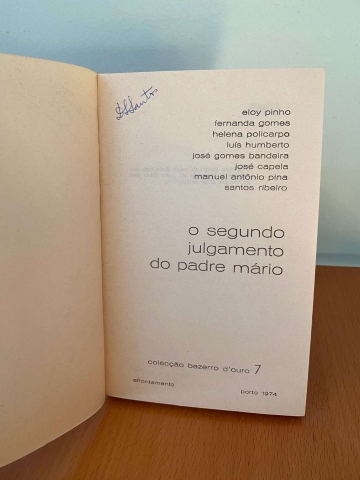 eloy pinho
fernanda gomes
helena policarpo
luís humberto
josé gomes bandeira
josé capela
manuel antónio pina
santos ribeiro
o segundo
julgamento
do padre mário
colecção bezerro d'ouro 7
afrontamento
porto 1974